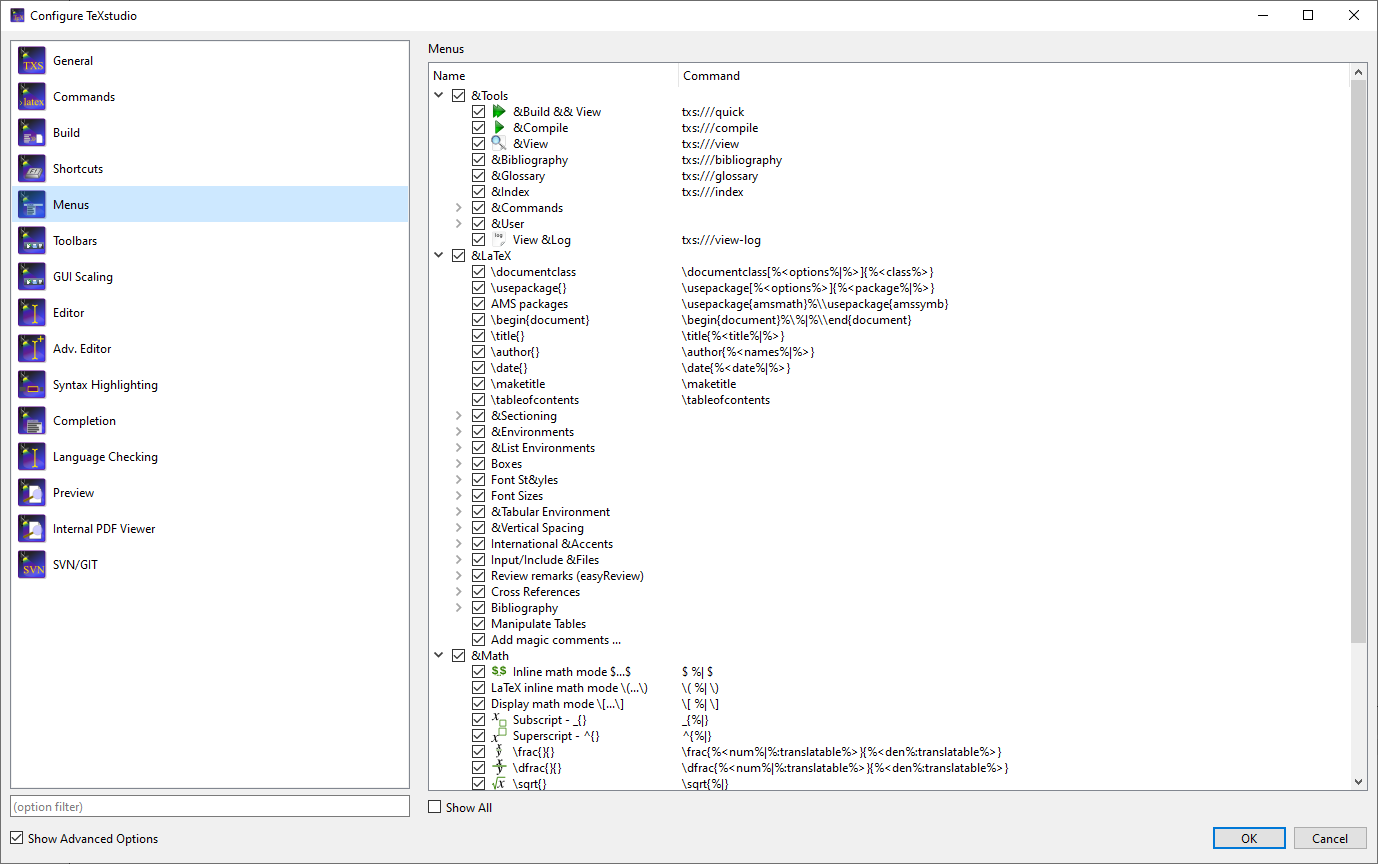 Configure TeXstudio
General
Commands
Build
Shortcuts
Menus
Toolbars
GUI Scaling
Editor
Adv. Editor
Syntax Highlighting
Completion
Language Checking
Preview
Internal PDF Viewer
SVN/GIT
(option filter)
Show Advanced Options
Menus
Name Command
&Tools
&Build && View txs:///quick
&Compile txs:///compile
&View txs:///view
&Bibliography txs:///bibliography
&Glossary txs:///glossary
&Index txs:///index
&Commands
&User
View &Log txs:///view-log
&LaTeX
\documentclass \documentclass[%<options%|%>]{%<class%>}
\usepackage{} \usepackage[%<options%>]{%<package%|%>}
AMS packages \usepackage{amsmath}%\\usepackage{amssymb}
\begin{document} \begin{document}%\%|%\\end{document}
\title{} \title{%<title%|%>}
\author{} \author{%<names%|%>}
\date{} \date{%<date%|%>}
\maketitle \maketitle
\tableofcontents \tableofcontents
&Sectioning
&Environments
&List Environments
Boxes
Font St&yles
Font Sizes
&Tabular Environment
&Vertical Spacing
International &Accents
Input/Include &Files
Review remarks (easyReview)
Cross References
Bibliography
Manipulate Tables
Add magic comments ...
&Math
Inline math mode $...$ $ %| $
LaTeX inline math mode \(...\) \( %| \)
Display math mode \[...\] \[ %| \]
Subscript - _{} _{%|}
Superscript - ^{} ^{%|}
\frac{}{} \frac{%<num%|%:translatable%>}{%<den%:translatable%>}
\dfrac{}{} \dfrac{%<num%|%:translatable%>}{%<den%:translatable%>}
\sqrt{} \sqrt{%|}
Show All
OK Cancel